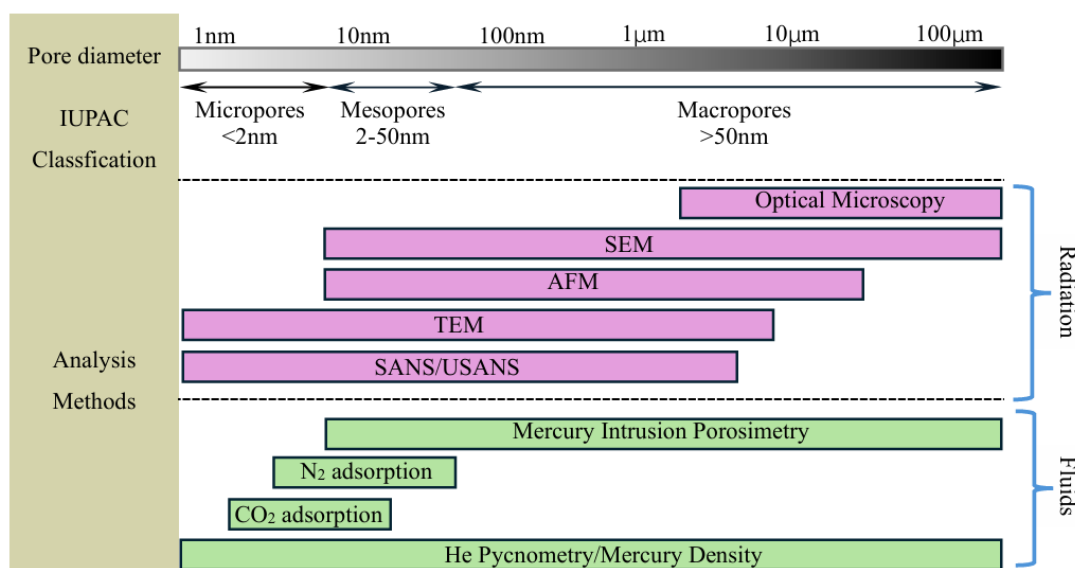 1nm 10nm 100nm 1μm 10μm 100μm
Pore diameter
IUPAC
Classfication
Micropores
<2nm
Mesopores
2-50nm
Macropores
>50nm
Optical Microscopy
SEM
AFM
TEM
SANS/USANS
Radiation
Analysis
Methods
Mercury Intrusion Porosimetry
N₂ adsorption
CO₂ adsorption
He Pycnometry/Mercury Density
Fluids